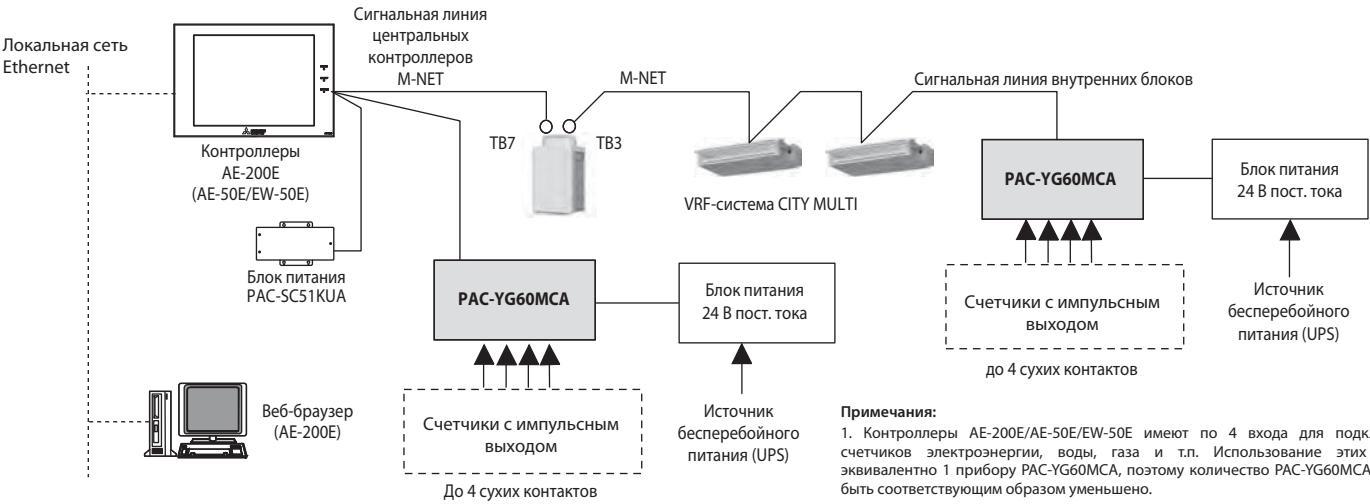 Локальная сеть
Ethernet
Сигнальная линия
центральных
контроллеров
M-NET
M-NET
Сигнальная линия внутренних блоков
TB7
TB3
Контроллеры
AE-200E
(AE-50E/EW-50E)
VRF-система CITY MULTI
PAC-YG60MCA
Блок питания
24 В пост. тока
Блок питания
PAC-SC51KUA
PAC-YG60MCA
Блок питания
24 В пост. тока
Счетчики с импульсным
выходом
Источник
бесперебойного
питания (UPS)
до 4 сухих контактов
Веб-браузер
(AE-200E)
Счетчики с импульсным
выходом
Источник
бесперебойного
питания (UPS)
До 4 сухих контактов
Примечания:
1. Контроллеры AE-200E/AE-50E/EW-50E имеют по 4 входа для подк
счетчиков электроэнергии, воды, газа и т.п. Использование этих
эквивалентно 1 прибору PAC-YG60MCA, поэтому количество PAC-YG60MCA
быть соответствующим образом уменьшено.